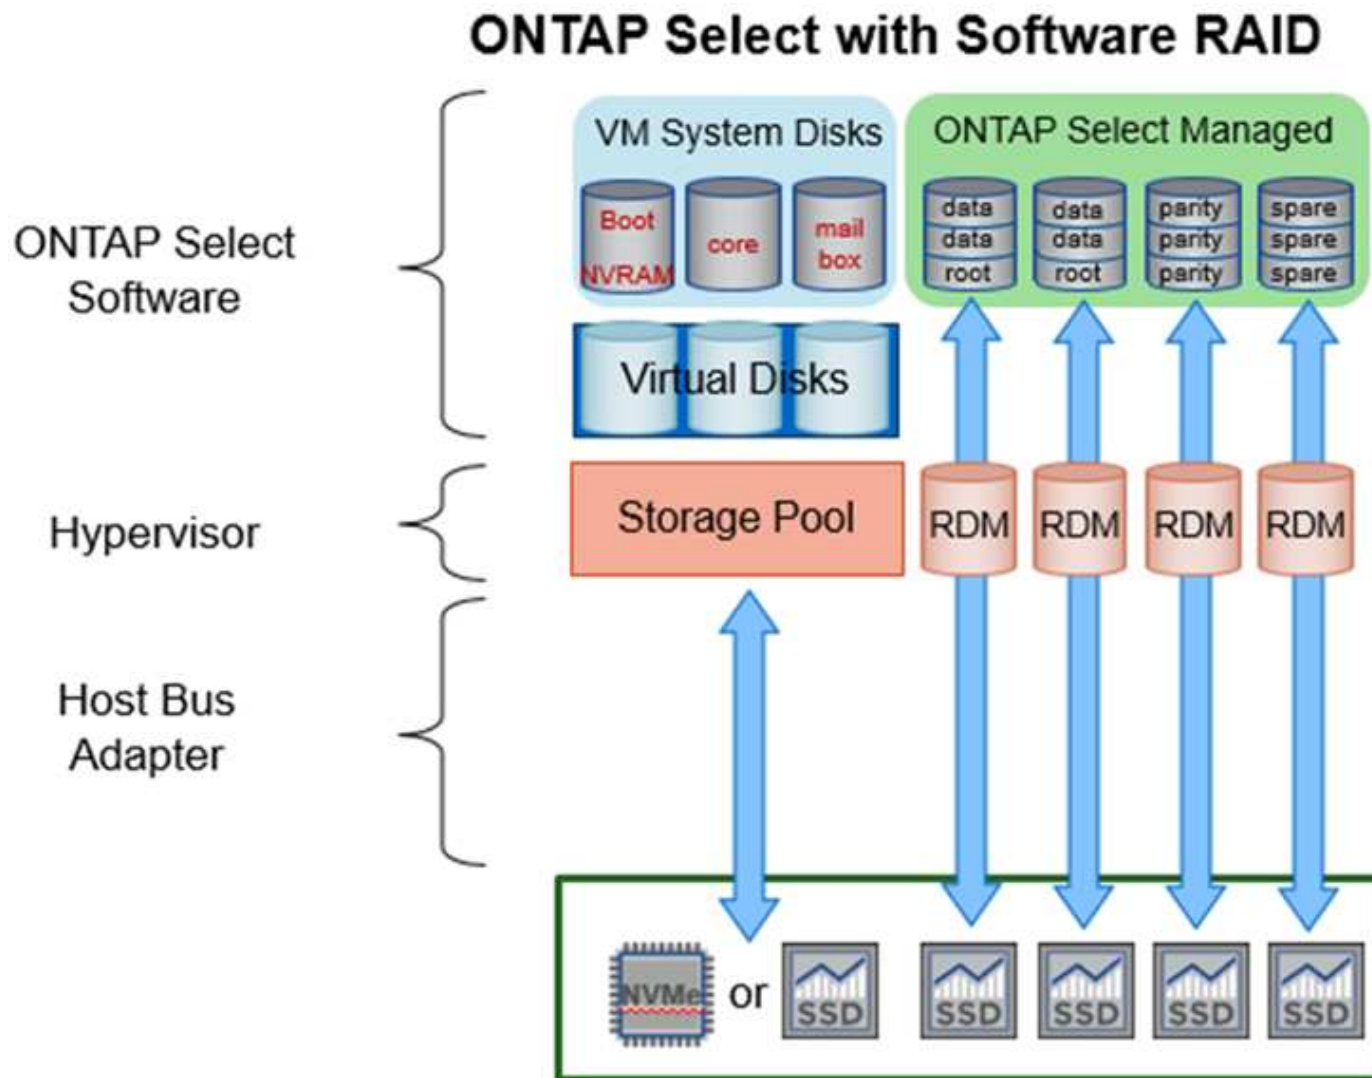 ONTAP Select with Software RAID
ONTAP Select
Software
VM System Disks
Boot
NVRAM
core
mail
box
ONTAP Select Managed
data
data
root
data
data
root
parity
parity
parity
spare
spare
spare
Virtual Disks
Hypervisor
Storage Pool
RDM
RDM
RDM
RDM
Host Bus
Adapter
NVMe
or
SSD
SSD
SSD
SSD
SSD